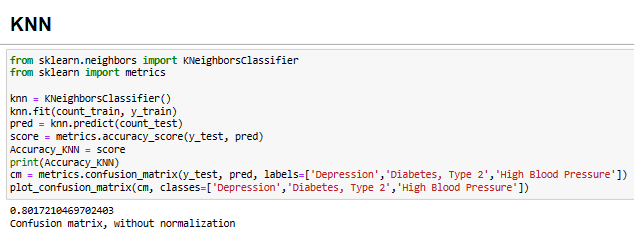 KNN
from sklearn.neighbors import KNeighborsClassifier
from sklearn import metrics
knn = KNeighborsClassifier()
knn.fit(count_train, y_train)
pred = knn.predict(count_test)
score = metrics.accuracy_score(y_test, pred)
Accuracy_KNN = score
print(Accuracy_KNN)
cm = metrics.confusion_matrix(y_test, pred, labels=['Depression','Diabetes, Type 2','High Blood Pressure'])
plot_confusion_matrix(cm, classes=['Depression','Diabetes, Type 2','High Blood Pressure'])
0.8017210469702403
Confusion matrix, without normalization